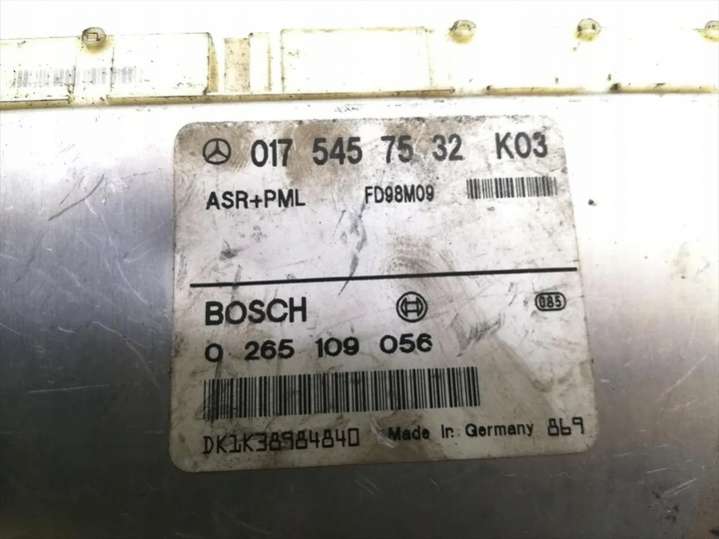 017 545 75 32 K03
ASR+PML FD98M09
BOSCH 085
0 265 109 056
DK1K38984840 Made in Germany 869